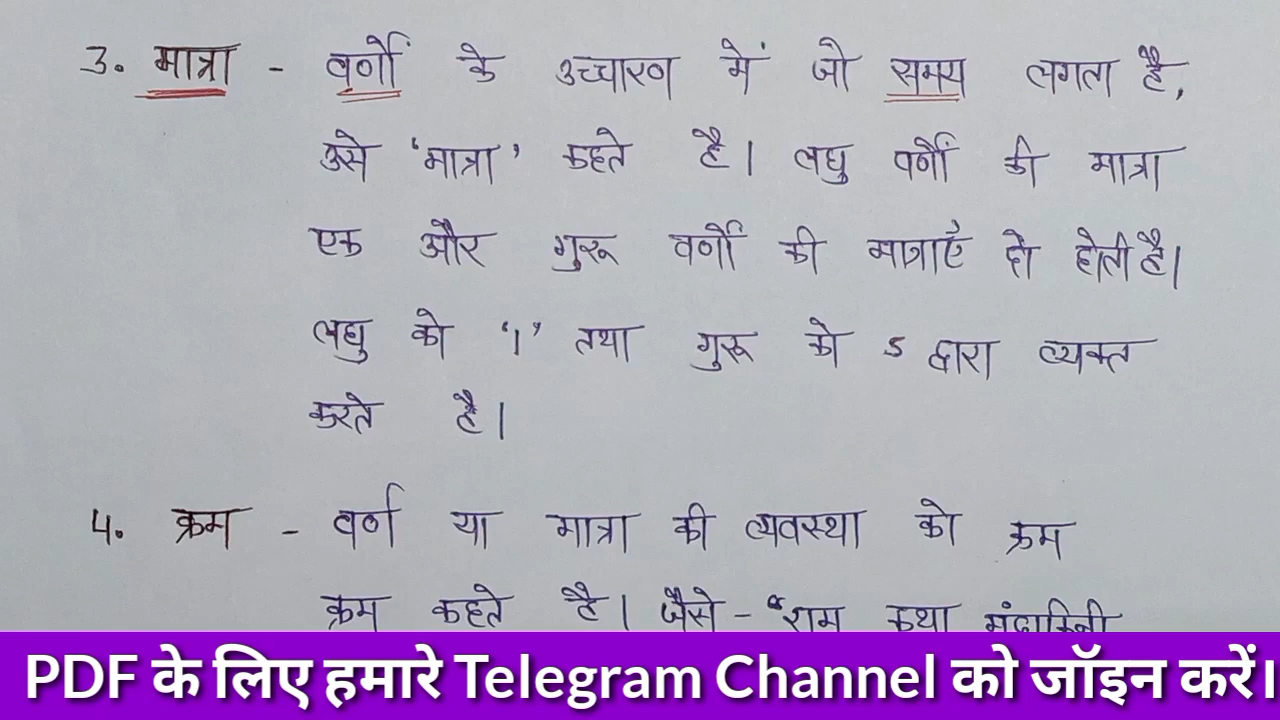 3. मात्रा - वर्णों के उच्चारण में जो समय लगता है,
उसे 'मात्रा' कहते है। लघु वर्णों की मात्रा
एक और गुरू वर्णों की मात्राएँ दो होती है।
लघु को 'I' तथा गुरू को S द्वारा व्यक्त
करते है।
4. क्रम - वर्ण या मात्रा की व्यवस्था को क्रम
क्रम कहते है। जैसे - "राम कथा मंदाकिनी
PDF के लिए हमारे Telegram Channel को जॉइन करें।